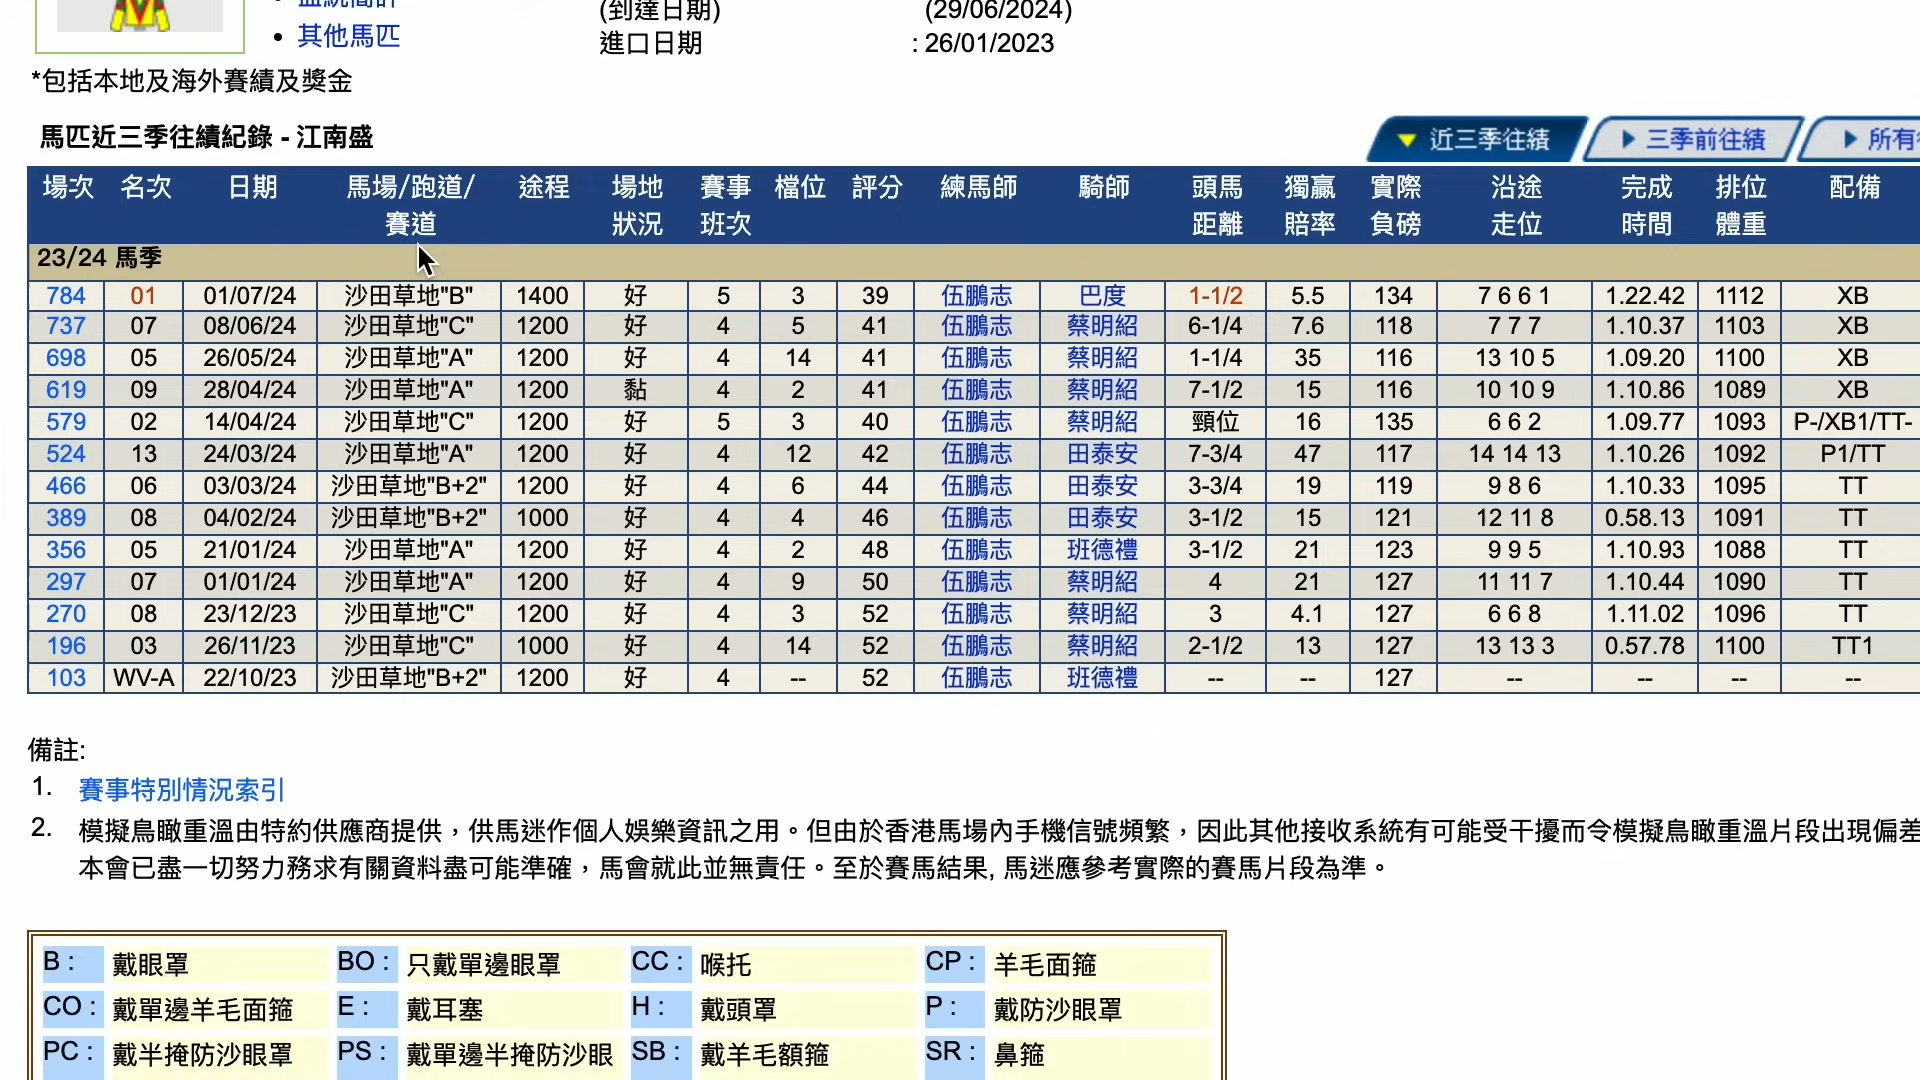 血統簡評
• 其他馬匹
(到達日期) (29/06/2024)
進口日期 : 26/01/2023
*包括本地及海外賽績及獎金
馬匹近三季往績紀錄 - 江南盛
近三季往績 三季前往績 所有
場次 名次 日期 馬場/跑道/賽道 途程 場地狀況 賽事班次 檔位 評分 練馬師 騎師 頭馬距離 獨贏賠率 實際負磅 沿途走位 完成時間 排位體重 配備
23/24 馬季
784 01 01/07/24 沙田草地"B" 1400 好 5 3 39 伍鵬志 巴度 1-1/2 5.5 134 7 6 6 1 1.22.42 1112 XB
737 07 08/06/24 沙田草地"C" 1200 好 4 5 41 伍鵬志 蔡明紹 6-1/4 7.6 118 7 7 7 1.10.37 1103 XB
698 05 26/05/24 沙田草地"A" 1200 好 4 14 41 伍鵬志 蔡明紹 1-1/4 35 116 13 10 5 1.09.20 1100 XB
619 09 28/04/24 沙田草地"A" 1200 黏 4 2 41 伍鵬志 蔡明紹 7-1/2 15 116 10 10 9 1.10.86 1089 XB
579 02 14/04/24 沙田草地"C" 1200 好 5 3 40 伍鵬志 蔡明紹 頸位 16 135 6 6 2 1.09.77 1093 P-/XB1/TT-
524 13 24/03/24 沙田草地"A" 1200 好 4 12 42 伍鵬志 田泰安 7-3/4 47 117 14 14 13 1.10.26 1092 P1/TT
466 06 03/03/24 沙田草地"B+2" 1200 好 4 6 44 伍鵬志 田泰安 3-3/4 19 119 9 8 6 1.10.33 1095 TT
389 08 04/02/24 沙田草地"B+2" 1000 好 4 4 46 伍鵬志 田泰安 3-1/2 15 121 12 11 8 0.58.13 1091 TT
356 05 21/01/24 沙田草地"A" 1200 好 4 2 48 伍鵬志 班德禮 3-1/2 21 123 9 9 5 1.10.93 1088 TT
297 07 01/01/24 沙田草地"A" 1200 好 4 9 50 伍鵬志 蔡明紹 4 21 127 11 11 7 1.10.44 1090 TT
270 08 23/12/23 沙田草地"C" 1200 好 4 3 52 伍鵬志 蔡明紹 3 4.1 127 6 6 8 1.11.02 1096 TT
196 03 26/11/23 沙田草地"C" 1000 好 4 14 52 伍鵬志 蔡明紹 2-1/2 13 127 13 13 3 0.57.78 1100 TT1
103 WV-A 22/10/23 沙田草地"B+2" 1200 好 4 -- 52 伍鵬志 班德禮 -- -- 127 -- -- -- --
備註:
1. 賽事特別情況索引
2. 模擬鳥瞰重溫由特約供應商提供，供馬迷作個人娛樂資訊之用。但由於香港馬場內手機信號頻繁，因此其他接收系統有可能受干擾而令模擬鳥瞰重溫片段出現偏差
本會已盡一切努力務求有關資料盡可能準確，馬會就此並無責任。至於賽馬結果, 馬迷應參考實際的賽馬片段為準。
B : 戴眼罩 BO : 只戴單邊眼罩 CC : 喉托 CP : 羊毛面箍
CO : 戴單邊羊毛面箍 E : 戴耳塞 H : 戴頭罩 P : 戴防沙眼罩
PC : 戴半掩防沙眼罩 PS : 戴單邊半掩防沙眼 SB : 戴羊毛額箍 SR : 鼻箍